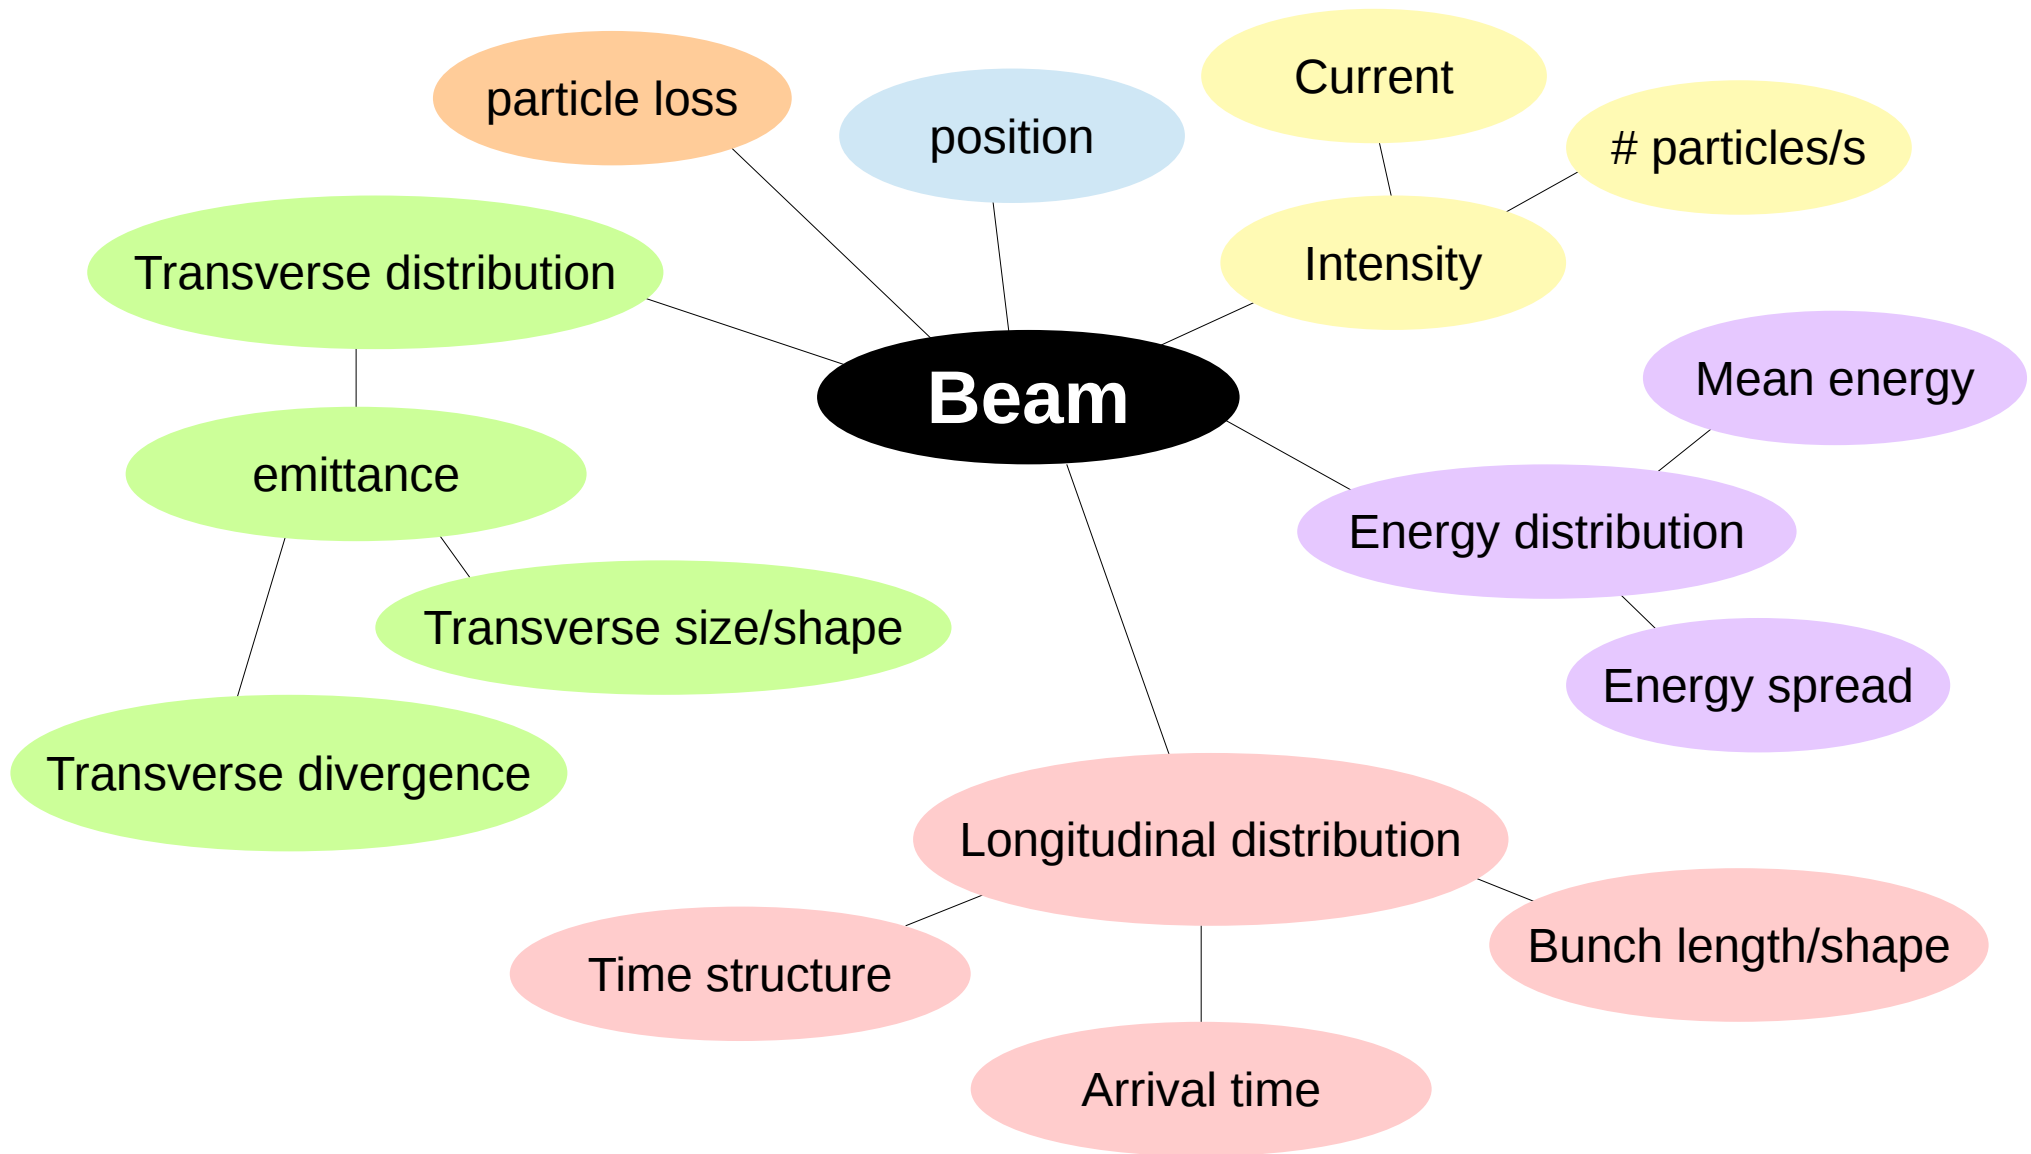 Current
particle loss
position
# particles/s
Intensity
Transverse distribution
Mean energy
Beam
emittance
Energy distribution
Transverse size/shape
Energy spread
Transverse divergence
Longitudinal distribution
Bunch length/shape
Time structure
Arrival time